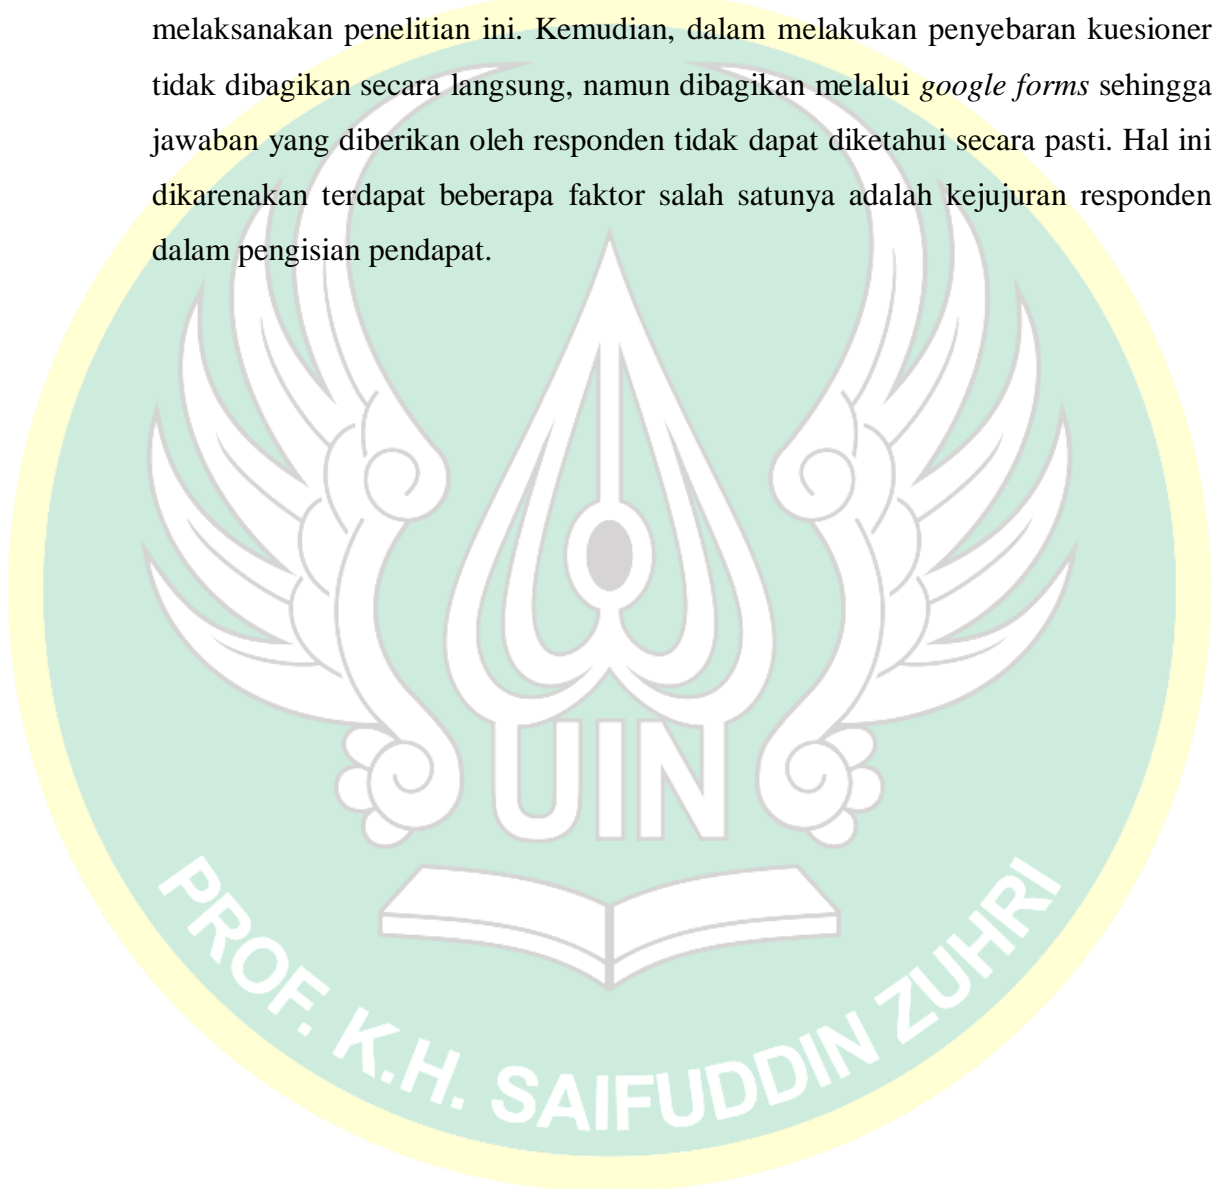 melaksanakan penelitian ini. Kemudian, dalam melakukan penyebaran kuesioner
tidak dibagikan secara langsung, namun dibagikan melalui google forms sehingga
jawaban yang diberikan oleh responden tidak dapat diketahui secara pasti. Hal ini
dikarenakan terdapat beberapa faktor salah satunya adalah kejujuran responden
dalam pengisian pendapat.
UIN
PROF. K.H. SAIFUDDIN ZUHRI